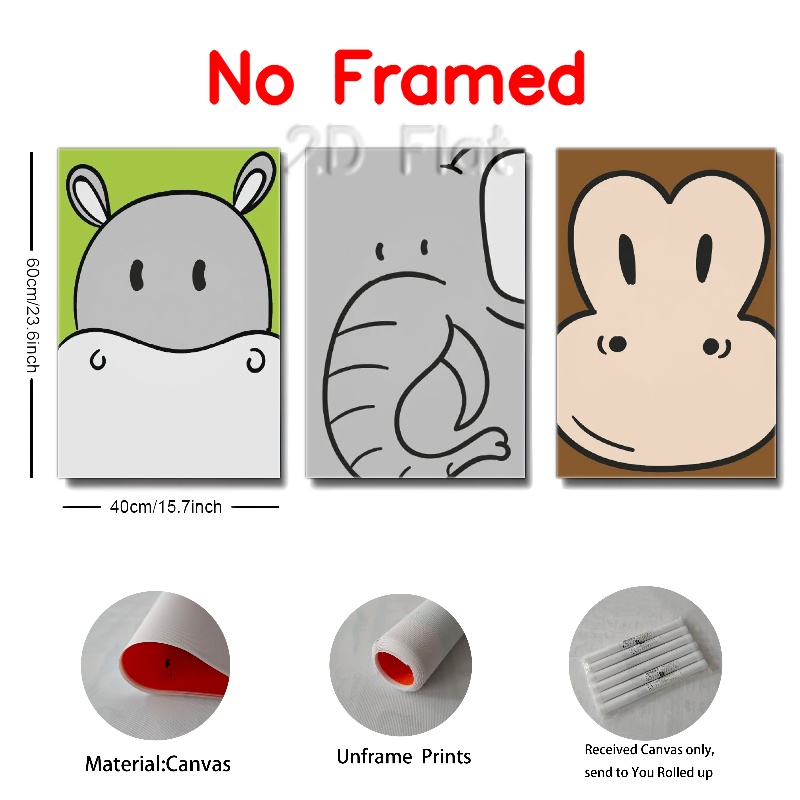 No Framed
2D Flat
60cm/23.6inch
40cm/15.7inch
Material:Canvas
Unframe Prints
Received Canvas only,
send to You Rolled up